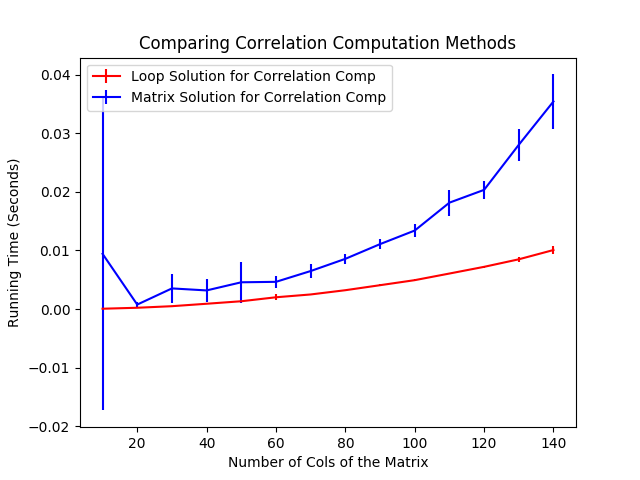 Comparing Correlation Computation Methods
Loop Solution for Correlation Comp
Matrix Solution for Correlation Comp
Running Time (Seconds)
0.04
0.03
0.02
0.01
0.00
−0.01
−0.02
20 40 60 80 100 120 140
Number of Cols of the Matrix